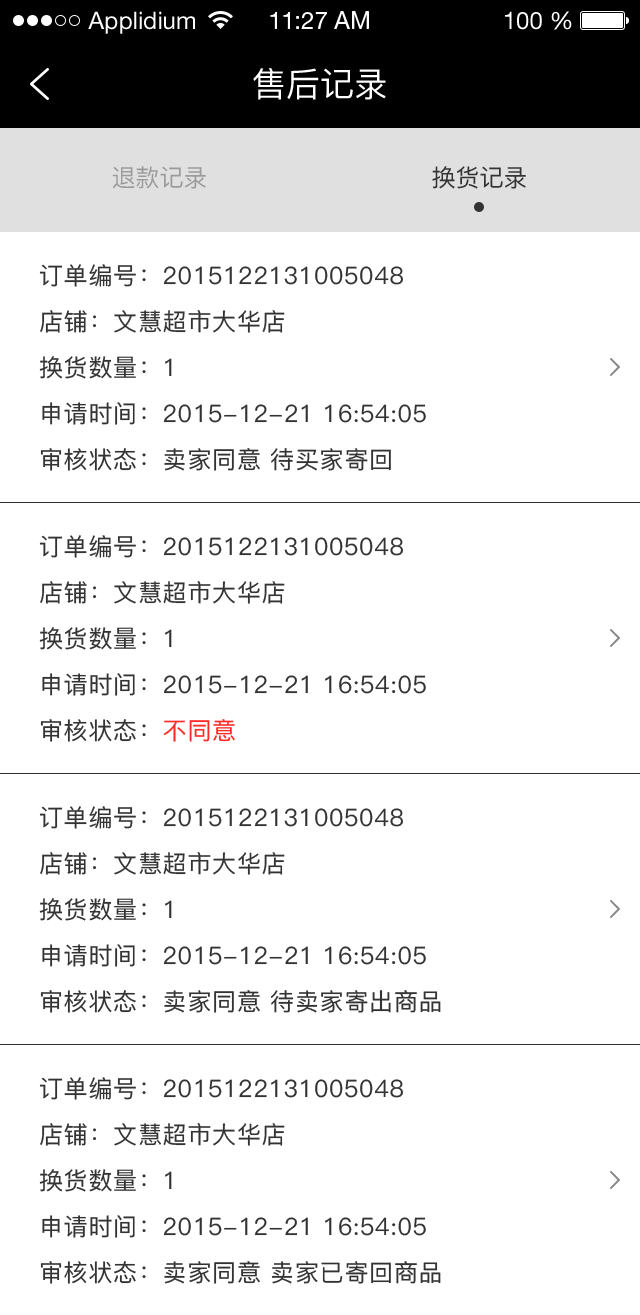 Applidium 11:27 AM 100 %
售后记录
退款记录 换货记录
订单编号：2015122131005048
店铺：文慧超市大华店
换货数量：1
申请时间：2015-12-21 16:54:05
审核状态：卖家同意 待买家寄回
订单编号：2015122131005048
店铺：文慧超市大华店
换货数量：1
申请时间：2015-12-21 16:54:05
审核状态：不同意
订单编号：2015122131005048
店铺：文慧超市大华店
换货数量：1
申请时间：2015-12-21 16:54:05
审核状态：卖家同意 待卖家寄出商品
订单编号：2015122131005048
店铺：文慧超市大华店
换货数量：1
申请时间：2015-12-21 16:54:05
审核状态：卖家同意 卖家已寄回商品